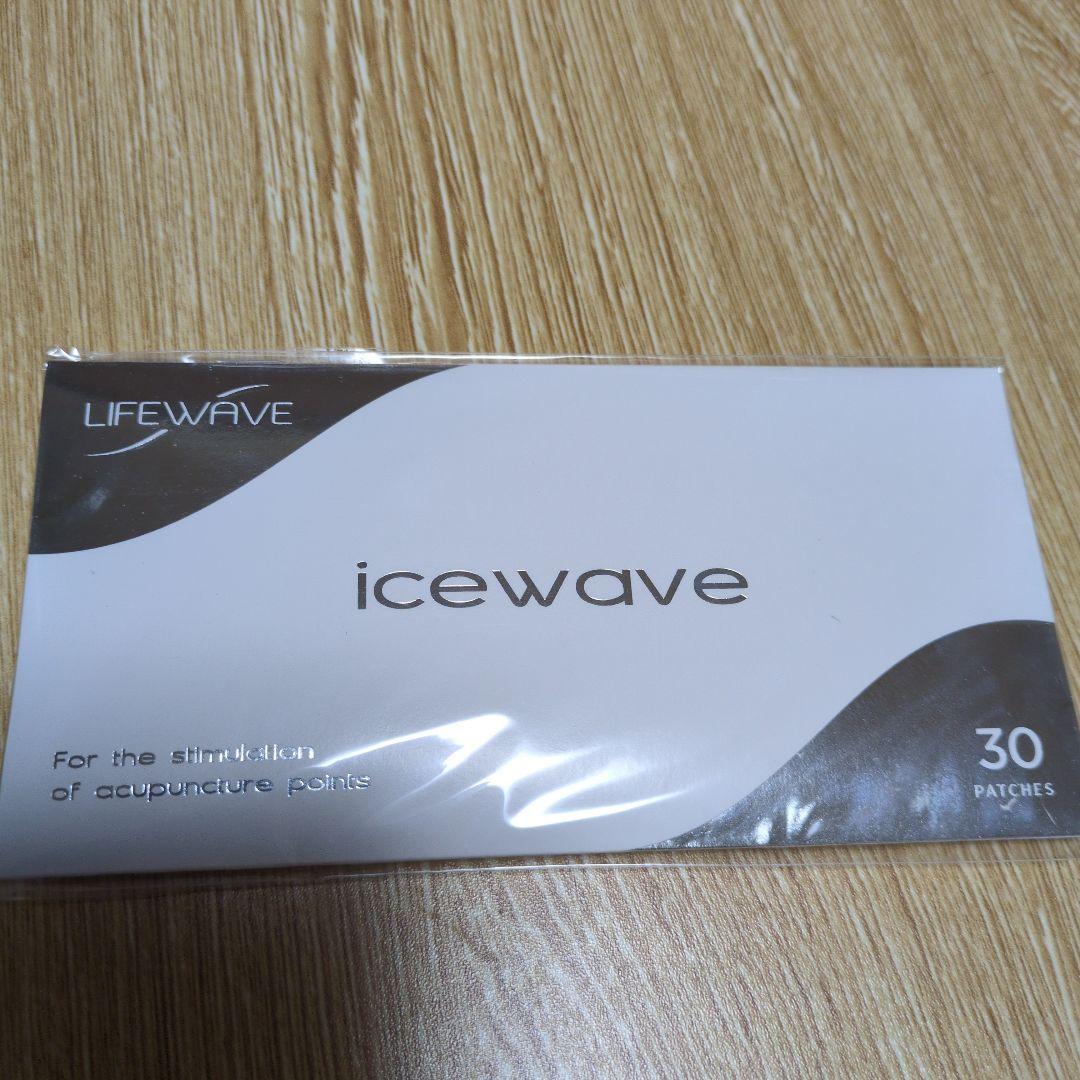 LIFEWAVE
icewave
For the stimulation
of acupuncture points
30
PATCHES